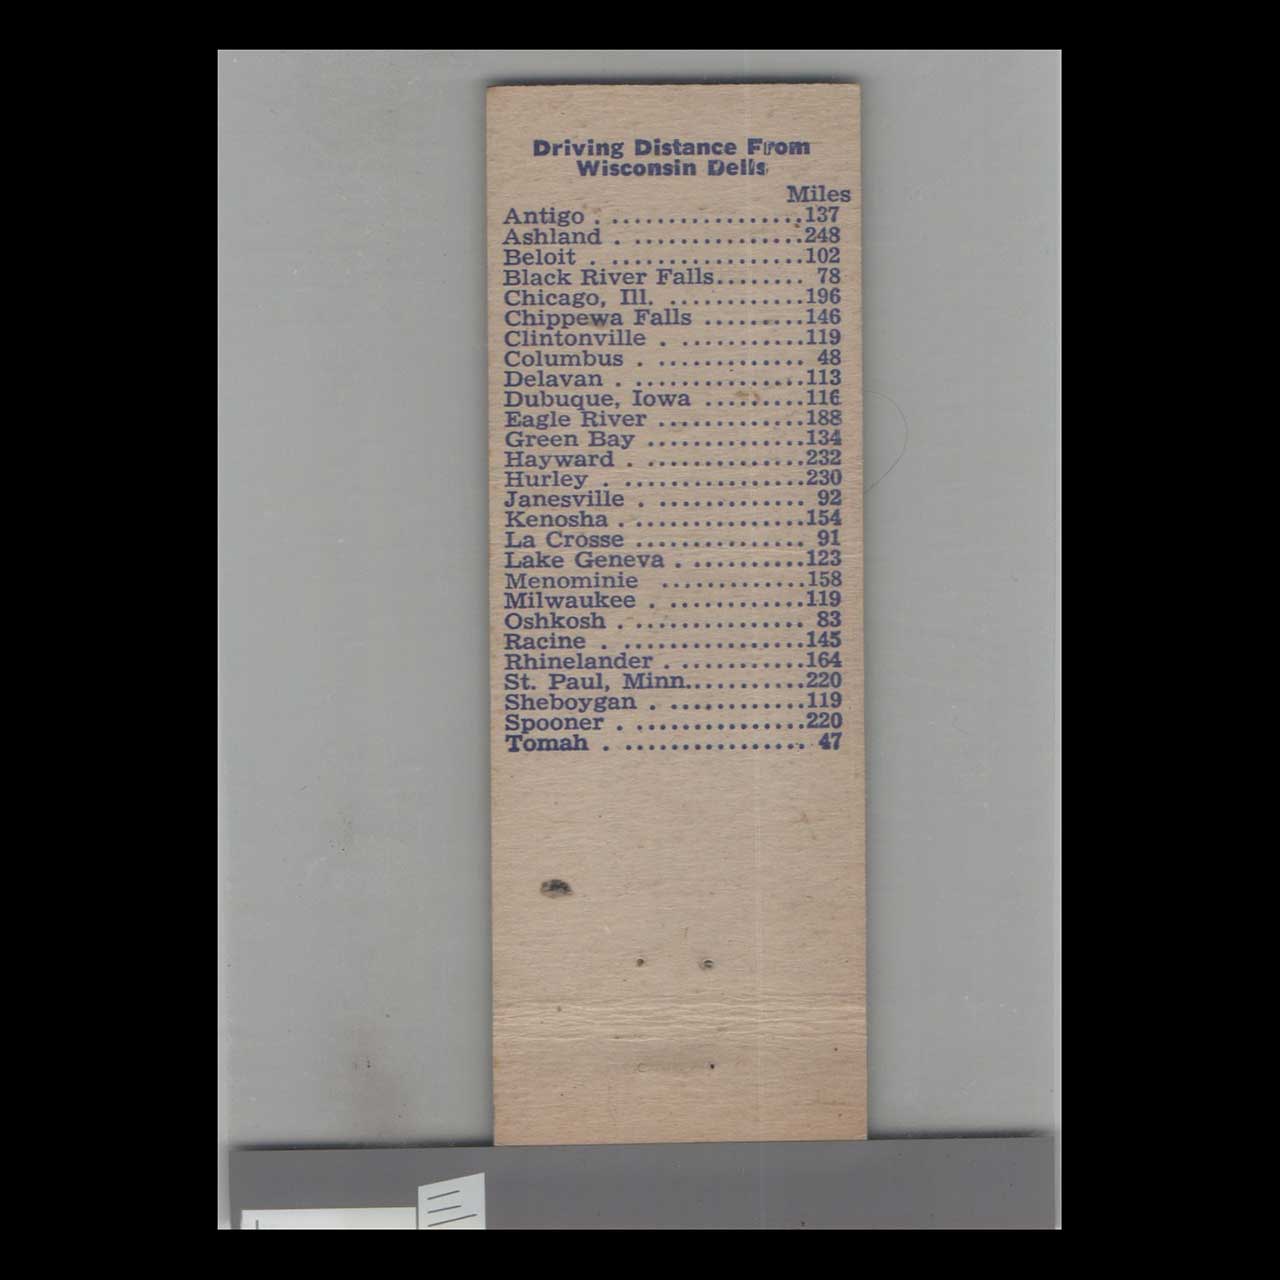 Driving Distance From
Wisconsin Dells
Miles
Antigo . .................137
Ashland . ...............248
Beloit . .................102
Black River Falls........ 78
Chicago, Ill. ............196
Chippewa Falls .........146
Clintonville . ...........119
Columbus . ............. 48
Delavan . ...............113
Dubuque, Iowa .........116
Eagle River .............188
Green Bay ..............134
Hayward . ..............232
Hurley . ................230
Janesville . ............. 92
Kenosha . ...............154
La Crosse ............... 91
Lake Geneva . ..........123
Menominie .............158
Milwaukee . ............119
Oshkosh . ............... 83
Racine . ................145
Rhinelander . ...........164
St. Paul, Minn...........220
Sheboygan . ............119
Spooner . ...............220
Tomah . ................ 47